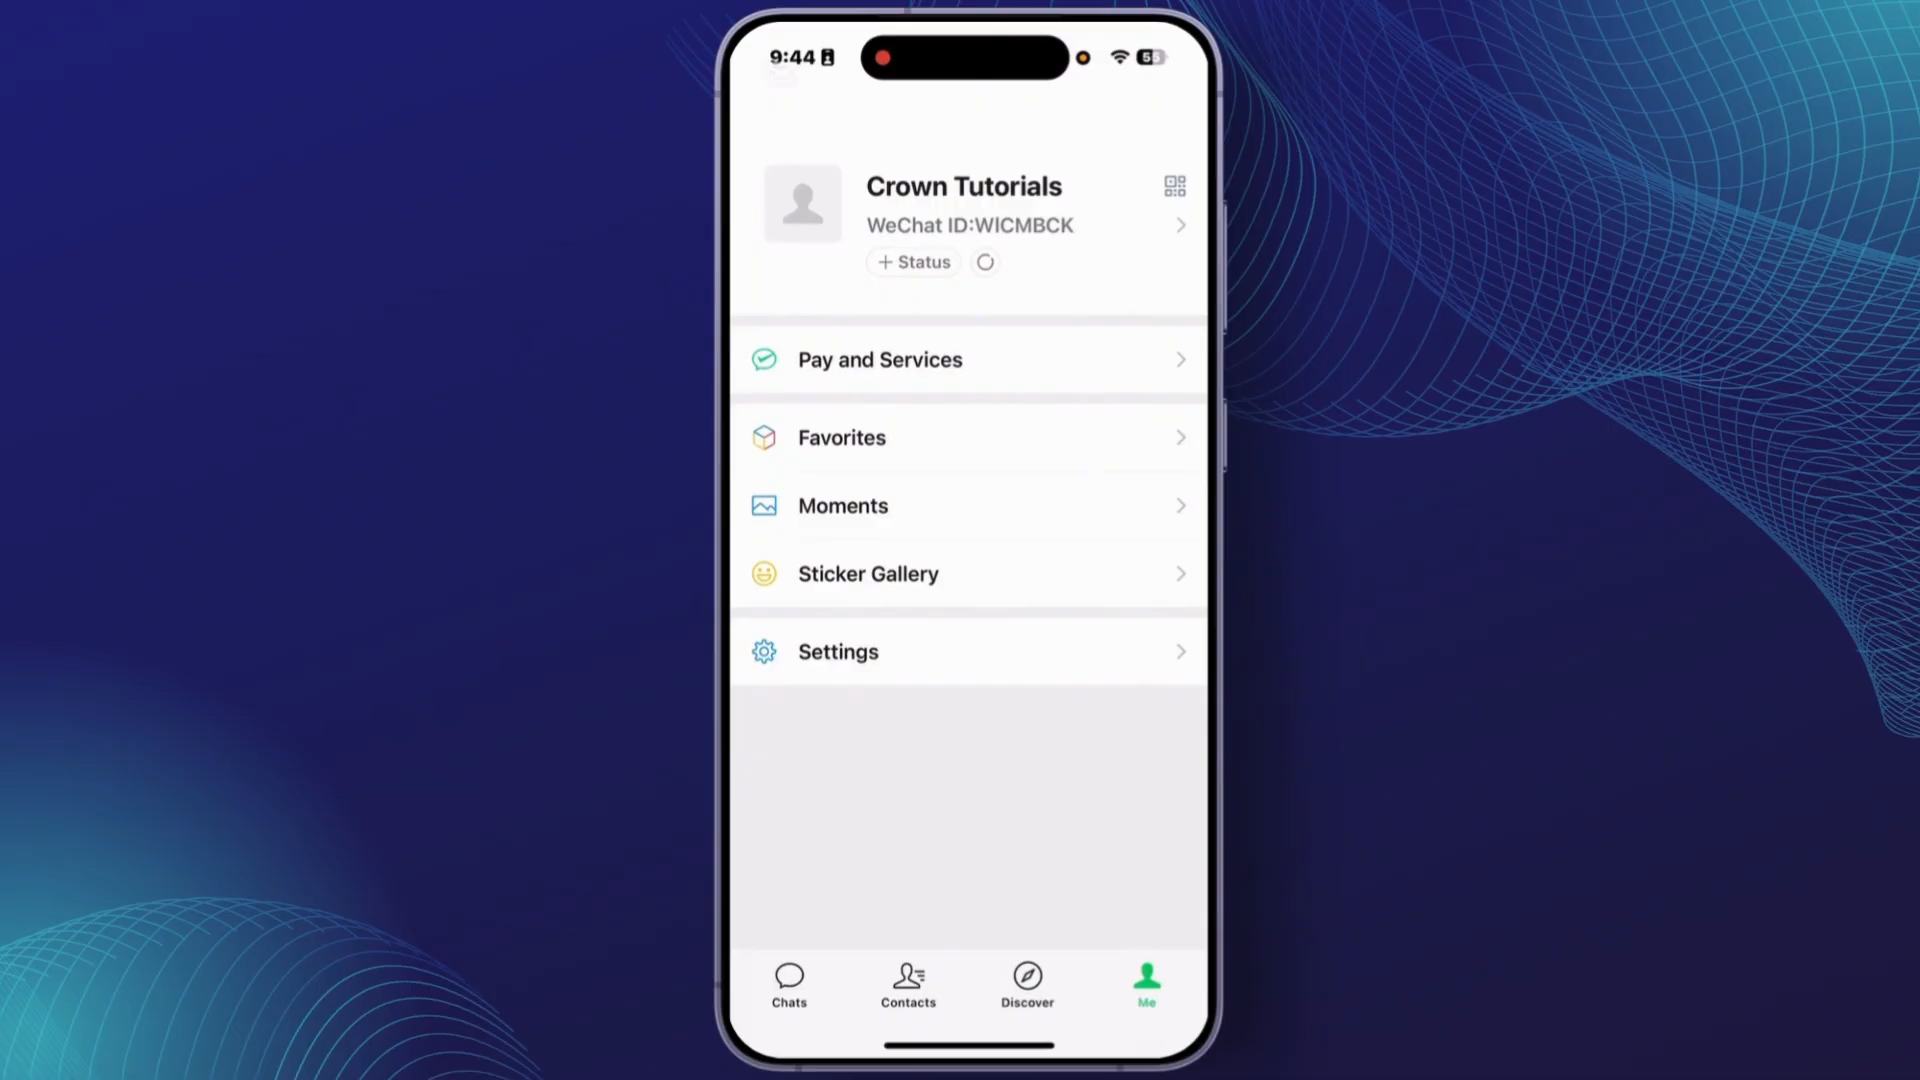 9:44
Crown Tutorials
WeChat ID:WICMBCK
+ Status
Pay and Services
Favorites
Moments
Sticker Gallery
Settings
Chats
Contacts
Discover
Me